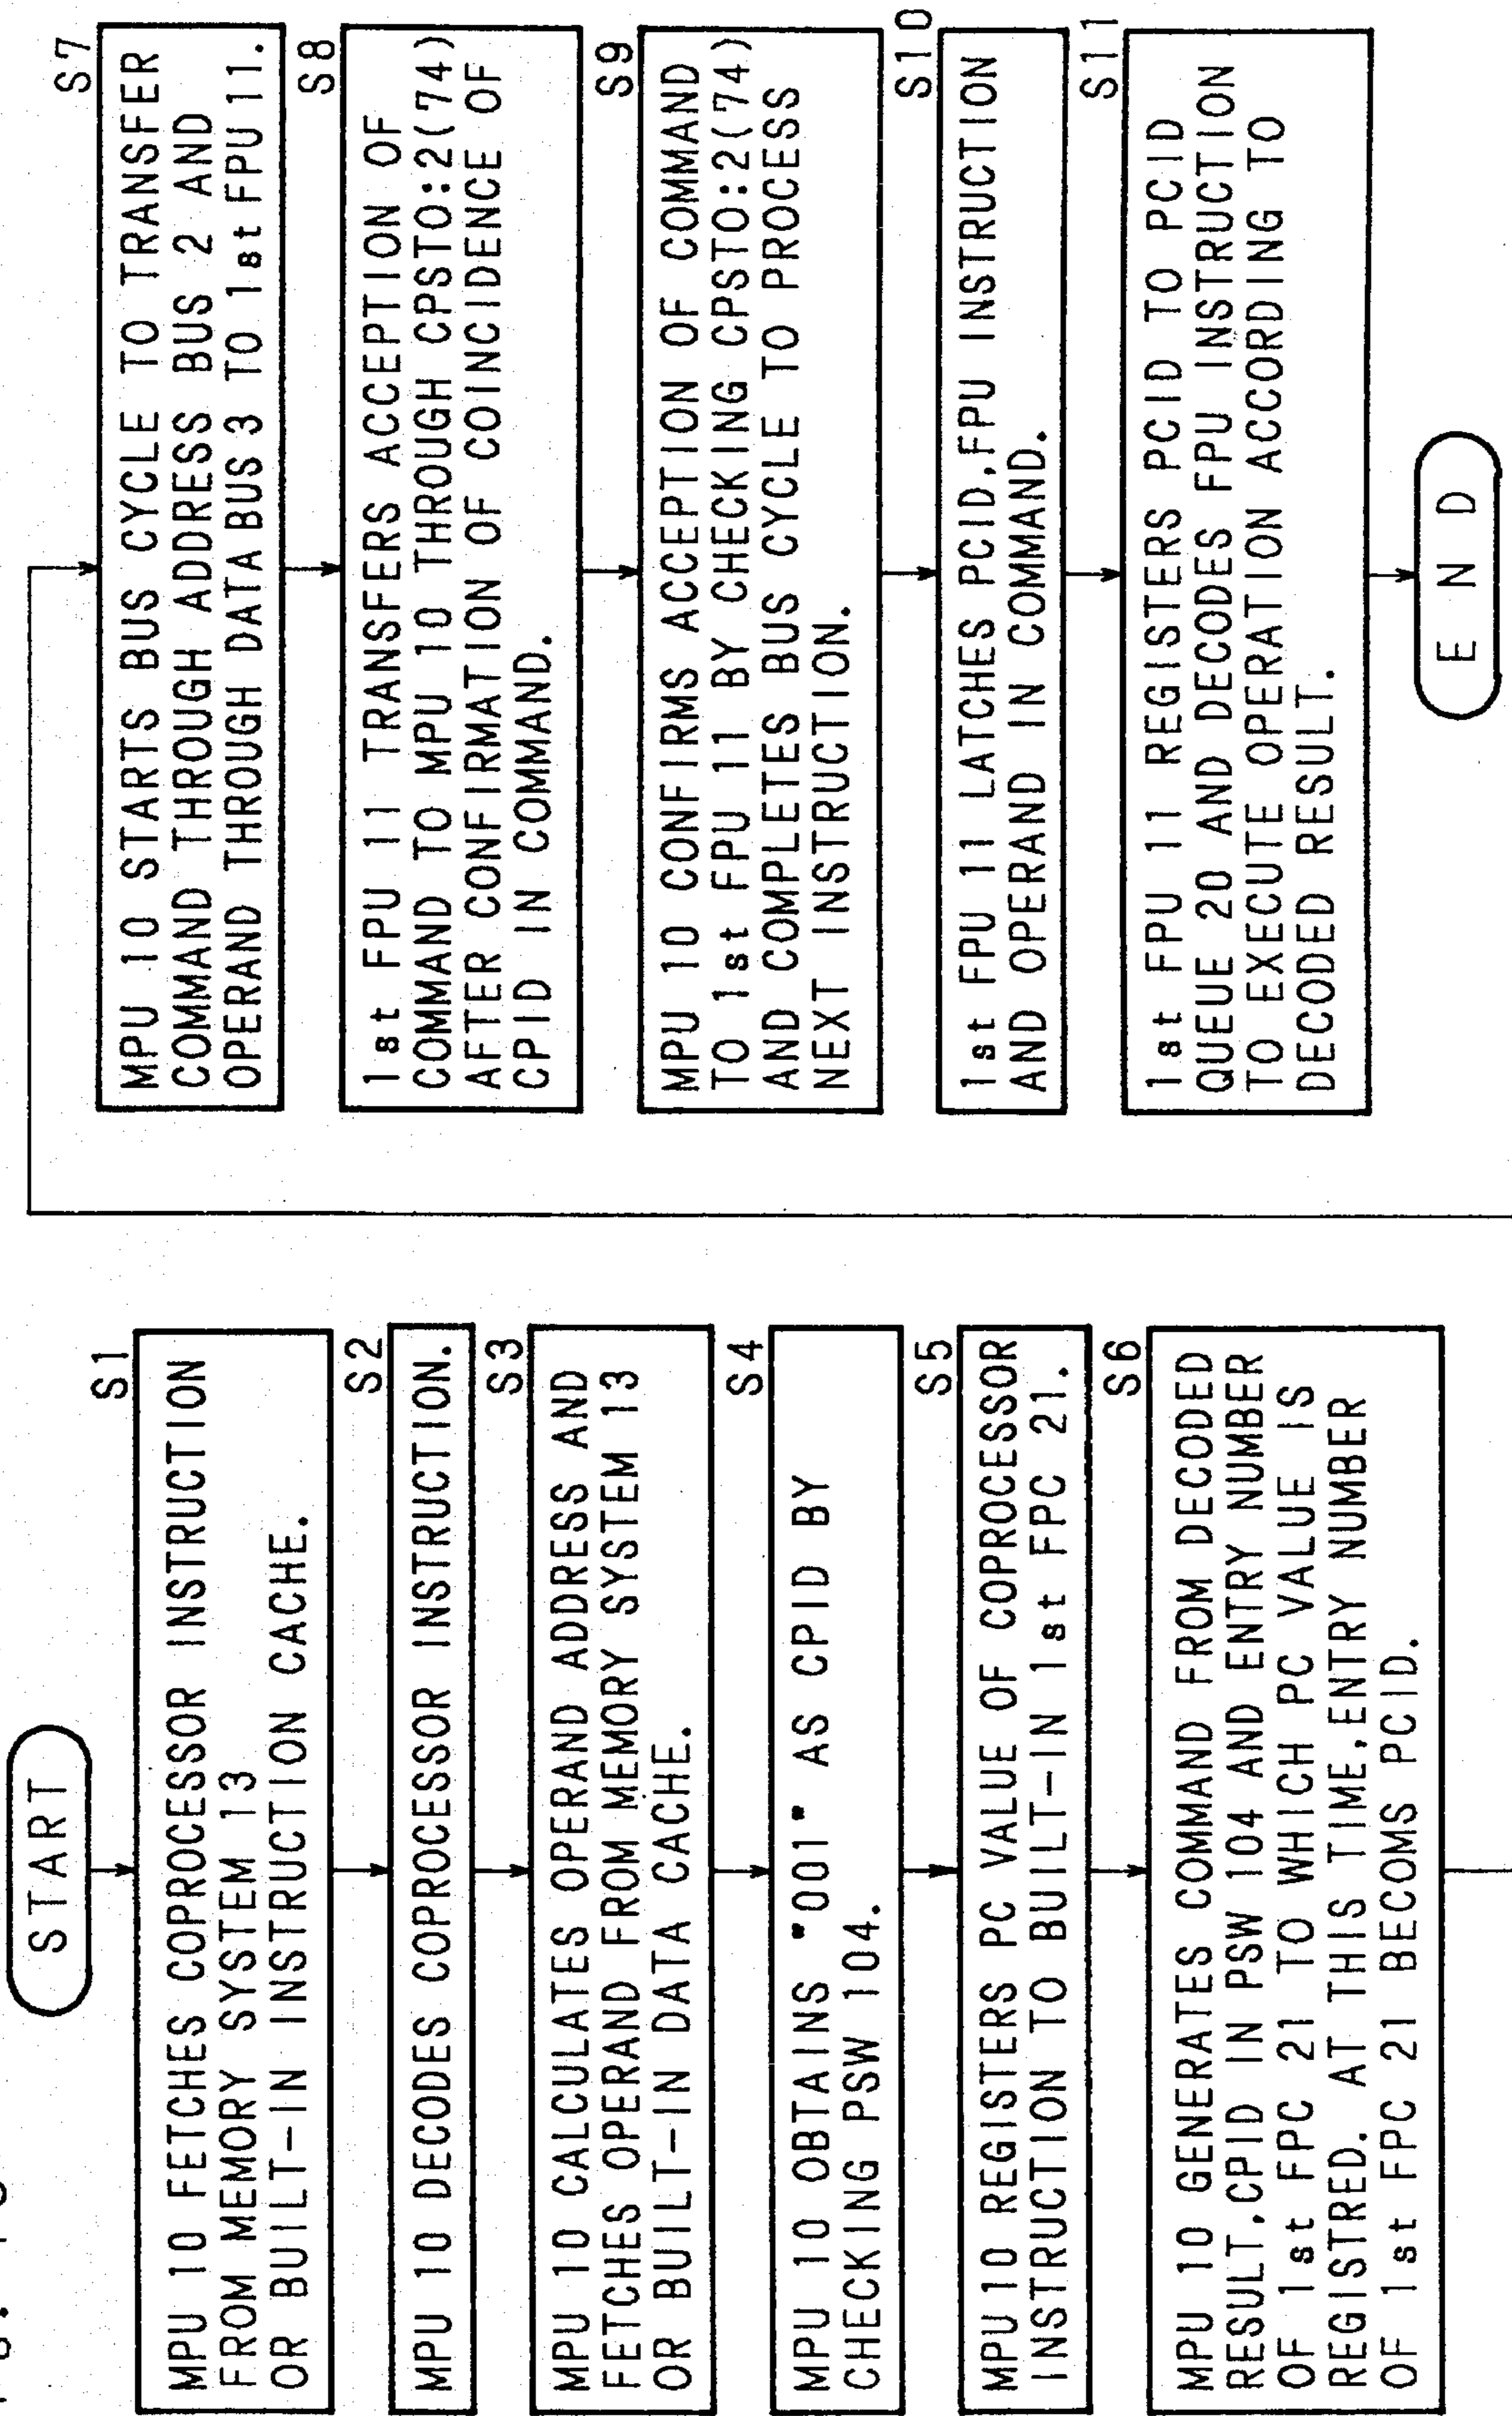 START
S1
MPU 10 FETCHES COPROCESSOR INSTRUCTION
FROM MEMORY SYSTEM 13
OR BUILT-IN INSTRUCTION CACHE.
S2
MPU 10 DECODES COPROCESSOR INSTRUCTION.
S3
MPU 10 CALCULATES OPERAND ADDRESS AND
FETCHES OPERAND FROM MEMORY SYSTEM 13
OR BUILT-IN DATA CACHE.
S4
MPU 10 OBTAINS "001" AS CPID BY
CHECKING PSW 104.
S5
MPU 10 REGISTERS PC VALUE OF COPROCESSOR
INSTRUCTION TO BUILT-IN 1st FPC 21.
S6
MPU 10 GENERATES COMMAND FROM DECODED
RESULT,CPID IN PSW 104 AND ENTRY NUMBER
OF 1st FPC 21 TO WHICH PC VALUE IS
REGISTRED. AT THIS TIME,ENTRY NUMBER
OF 1st FPC 21 BECOMS PCID.
S7
MPU 10 STARTS BUS CYCLE TO TRANSFER
COMMAND THROUGH ADDRESS BUS 2 AND
OPERAND THROUGH DATA BUS 3 TO 1st FPU 11.
S8
1st FPU 11 TRANSFERS ACCEPTION OF
COMMAND TO MPU 10 THROUGH CPSTO:2(74)
AFTER CONFIRMATION OF COINCIDENCE OF
CPID IN COMMAND.
S9
MPU 10 CONFIRMS ACCEPTION OF COMMAND
TO 1st FPU 11 BY CHECKING CPSTO:2(74)
AND COMPLETES BUS CYCLE TO PROCESS
NEXT INSTRUCTION.
S10
1st FPU 11 LATCHES PCID,FPU INSTRUCTION
AND OPERAND IN COMMAND.
S11
1st FPU 11 REGISTERS PCID TO PCID
QUEUE 20 AND DECODES FPU INSTRUCTION
TO EXECUTE OPERATION ACCORDING TO
DECODED RESULT.
END